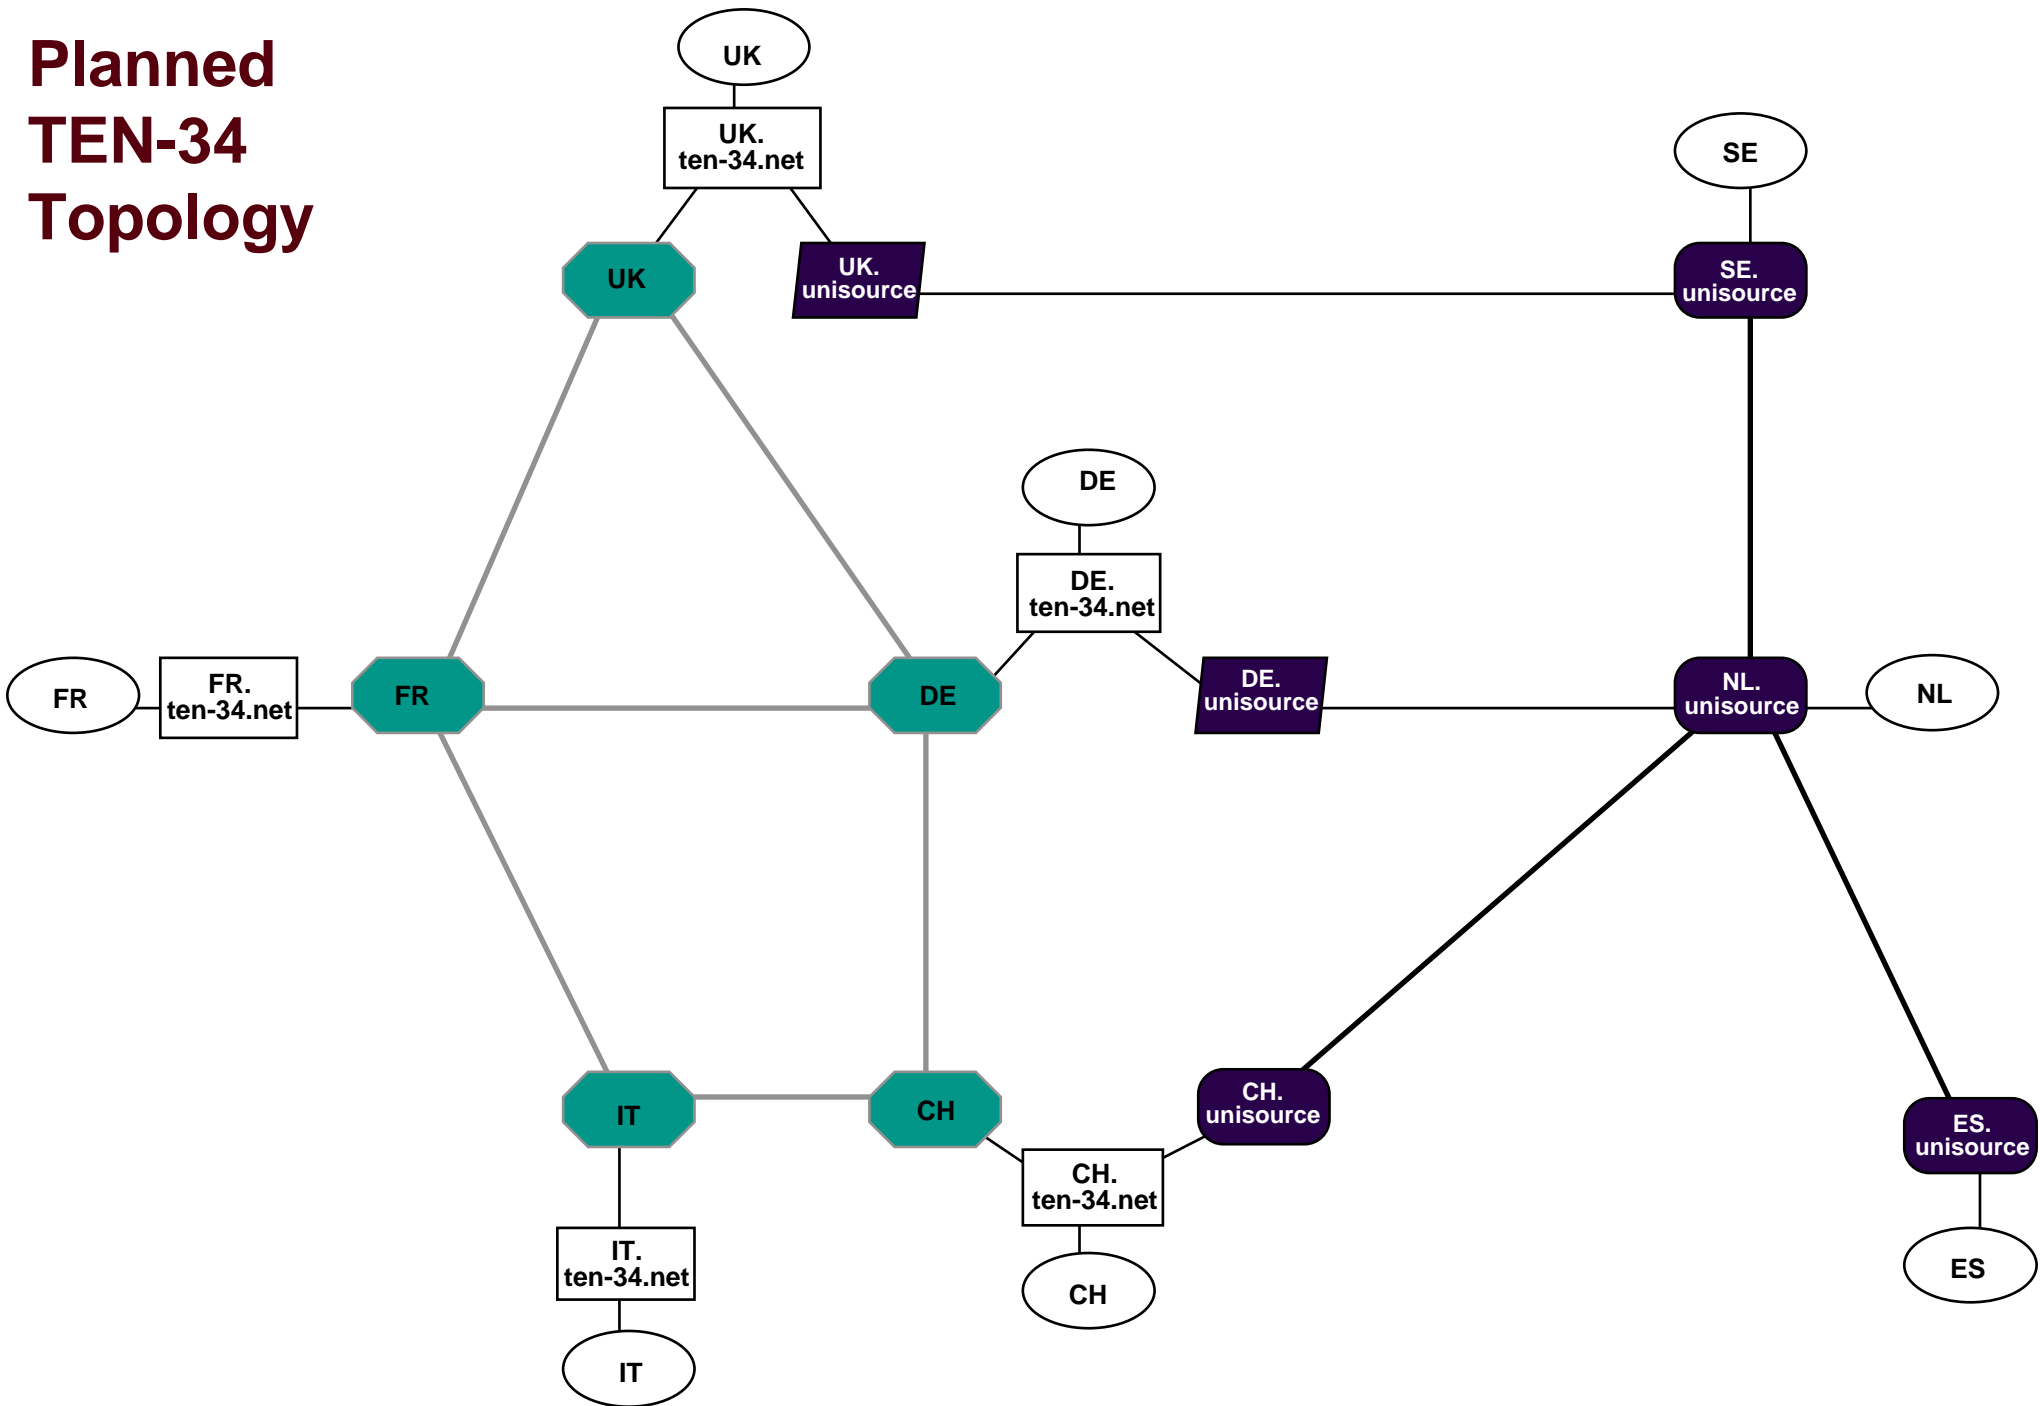 Planned
TEN-34
Topology
UK
UK.
ten-34.net
SE
UK
UK.
unisource
SE.
unisource
DE
DE.
ten-34.net
FR
FR.
ten-34.net
FR
DE
DE.
unisource
NL.
unisource
NL
IT
CH
CH.
unisource
ES.
unisource
CH.
ten-34.net
IT.
ten-34.net
CH
ES
IT